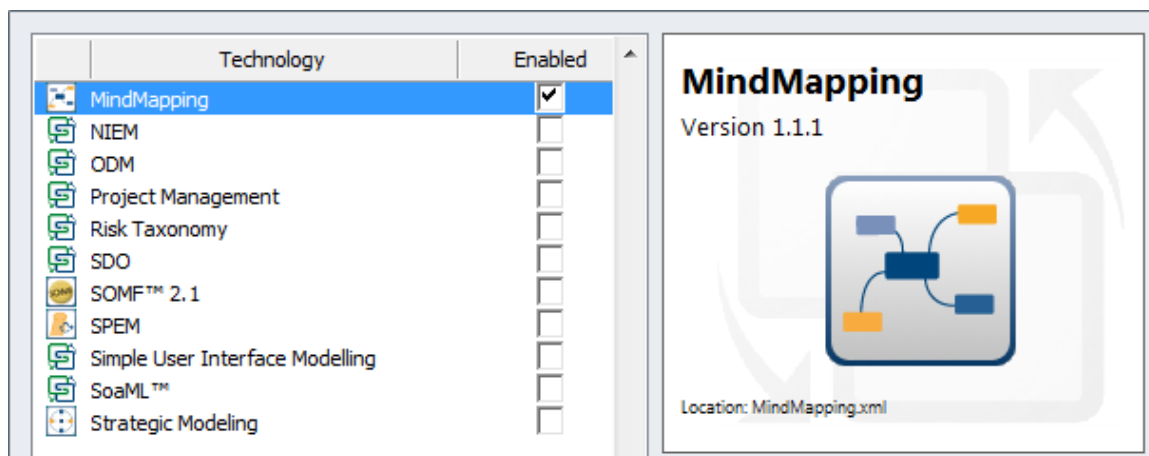 Technology Enabled
MindMapping
NIEM
ODM
Project Management
Risk Taxonomy
SDO
SOMF™ 2.1
SPEM
Simple User Interface Modelling
SoaML™
Strategic Modeling
MindMapping
Version 1.1.1
Location: MindMapping.xml